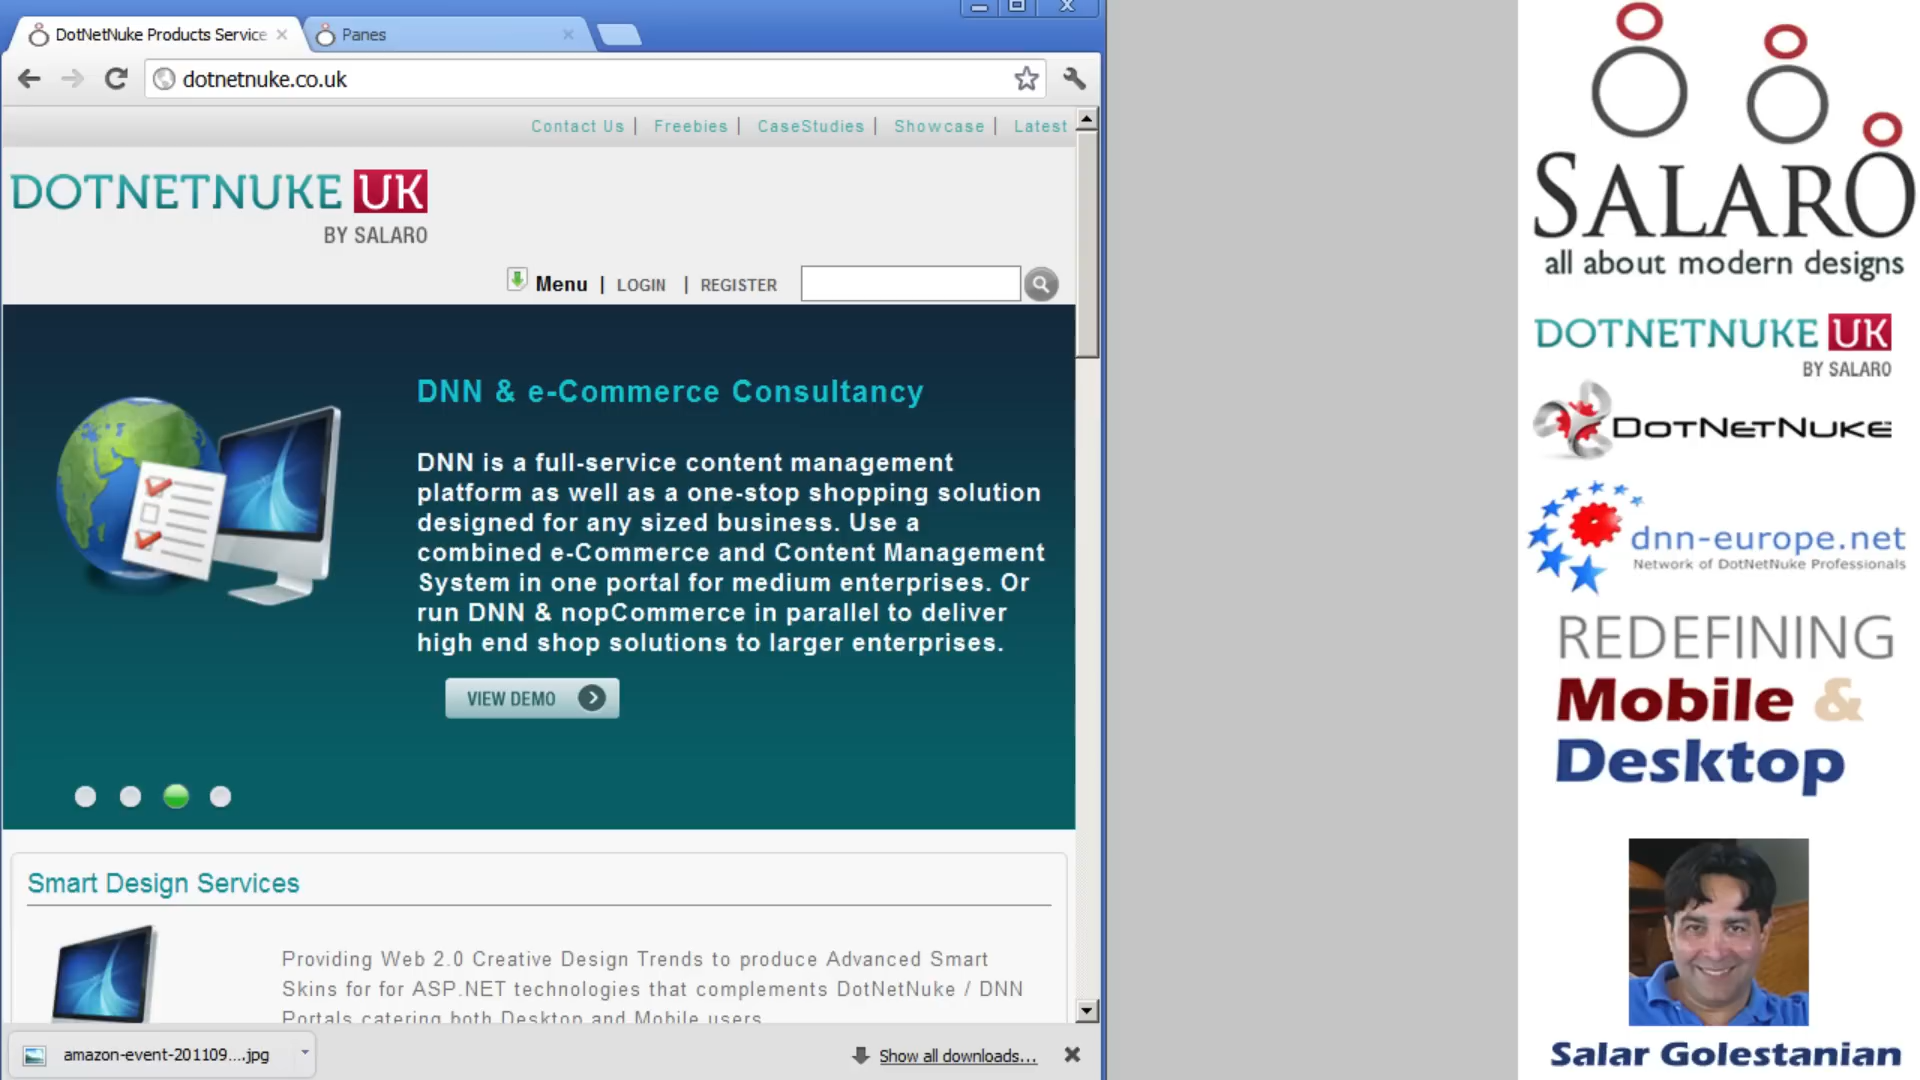 DotNetNuke Products Service
Panes
dotnetnuke.co.uk
Contact Us | Freebies | CaseStudies | Showcase | Latest
DOTNETNUKE UK
BY SALARO
Menu | LOGIN | REGISTER
DNN & e-Commerce Consultancy
DNN is a full-service content management
platform as well as a one-stop shopping solution
designed for any sized business. Use a
combined e-Commerce and Content Management
System in one portal for medium enterprises. Or
run DNN & nopCommerce in parallel to deliver
high end shop solutions to larger enterprises.
VIEW DEMO
Smart Design Services
Providing Web 2.0 Creative Design Trends to produce Advanced Smart
Skins for for ASP.NET technologies that complements DotNetNuke / DNN
Portals catering both Desktop and Mobile users
amazon-event-201109....jpg
Show all downloads...
SALARO
all about modern designs
DOTNETNUKE UK
BY SALARO
DOTNETNUKE
dnn-europe.net
Network of DotNetNuke Professionals
REDEFINING
Mobile &
Desktop
Salar Golestanian